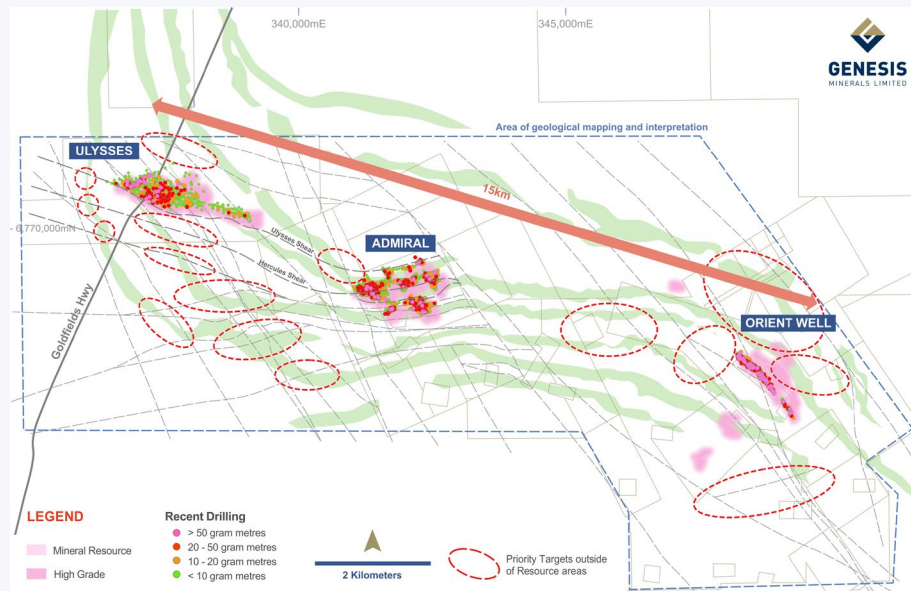 340,000mE
345,000mE
GENESIS
MINERALS LIMITED
Area of geological mapping and interpretation
ULYSSES
15km
6,770,000mN
Ulysses Shear
ADMIRAL
Hercules Shear
Goldfields Hwy
ORIENT WELL
LEGEND
Mineral Resource
High Grade
Recent Drilling
> 50 gram metres
20 - 50 gram metres
10 - 20 gram metres
< 10 gram metres
2 Kilometers
Priority Targets outside
of Resource areas